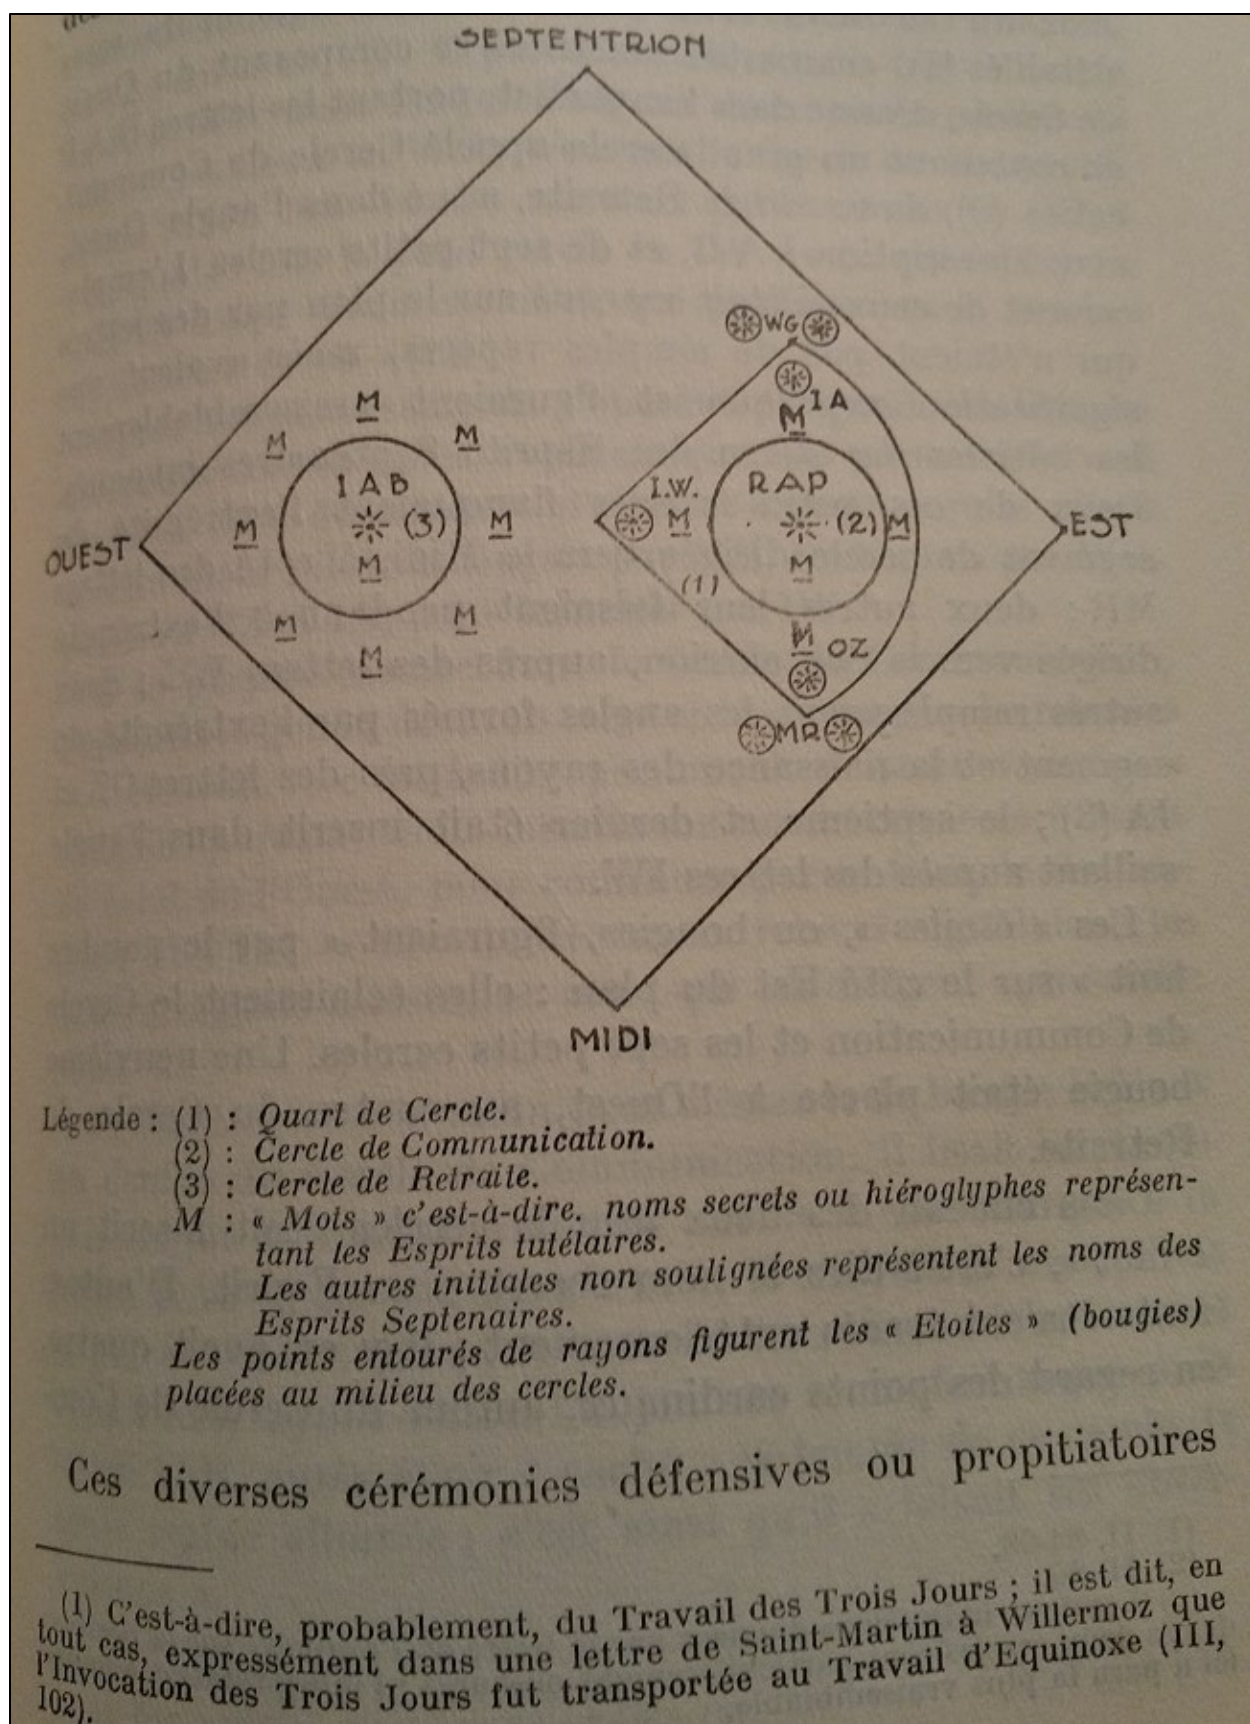 SEPTENTRION
WG
IA
M
M
M
M
IAB
I.W.
RAP
OUEST
M
(3)
M
M
(2)
M
EST
M
M
(1)
M
M
M
OZ
M
MR
MIDI
Légende : (1) : Quart de Cercle.
(2) : Cercle de Communication.
(3) : Cercle de Retraite.
M : « Mots » c'est-à-dire. noms secrets ou hiéroglyphes représen-
tant les Esprits tutélaires.
Les autres initiales non soulignées représentent les noms des
Esprits Septenaires.
Les points entourés de rayons figurent les « Etoiles » (bougies)
placées au milieu des cercles.
Ces diverses cérémonies défensives ou propitiatoires
(1) C'est-à-dire, probablement, du Travail des Trois Jours ; il est dit, en
tout cas, expressément dans une lettre de Saint-Martin à Willermoz que
l'Invocation des Trois Jours fut transportée au Travail d'Equinoxe (III,
102).